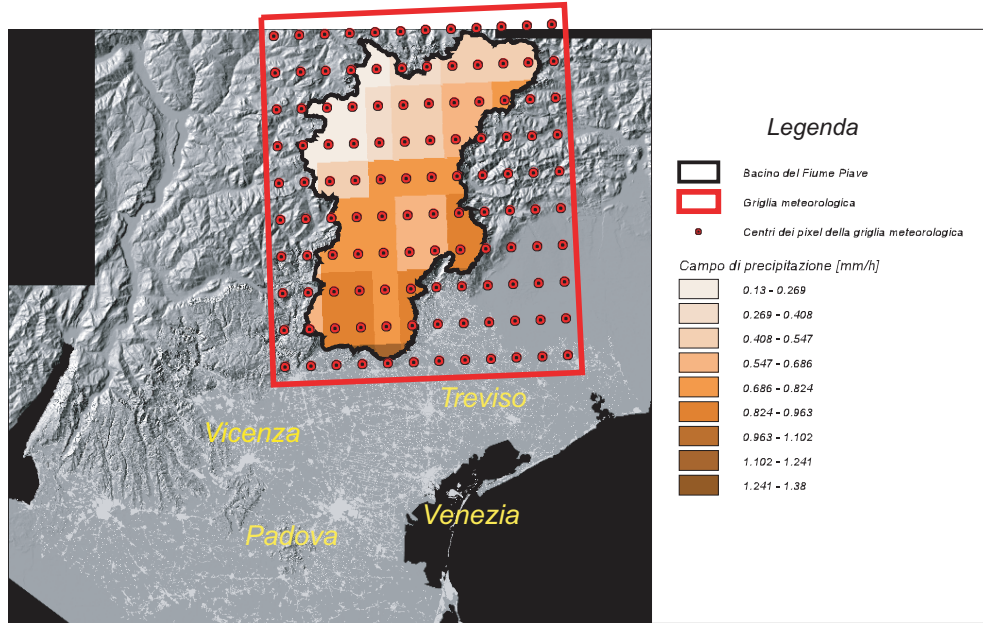 Legenda
Bacino del Fiume Piave
Griglia meteorologica
Centri dei pixel della griglia meteorologica
Campo di precipitazione [mm/h]
0.13 - 0.269
0.269 - 0.408
0.408 - 0.547
0.547 - 0.686
0.686 - 0.824
0.824 - 0.963
0.963 - 1.102
1.102 - 1.241
1.241 - 1.38
Treviso
Vicenza
Venezia
Padova